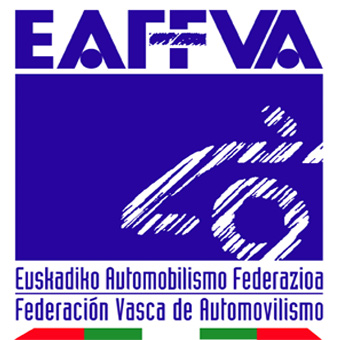 EAFFVA
Euskadiko Automobilismo Federazioa
Federación Vasca de Automovilismo